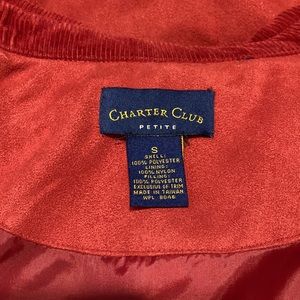 CHARTER CLUB
PETITE
S
SHELL:
100% POLYESTER
LINING:
100% NYLON
FILLING:
100% POLYESTER
EXCLUSIVE OF TRIM
MADE IN TAIWAN
WPL 8046